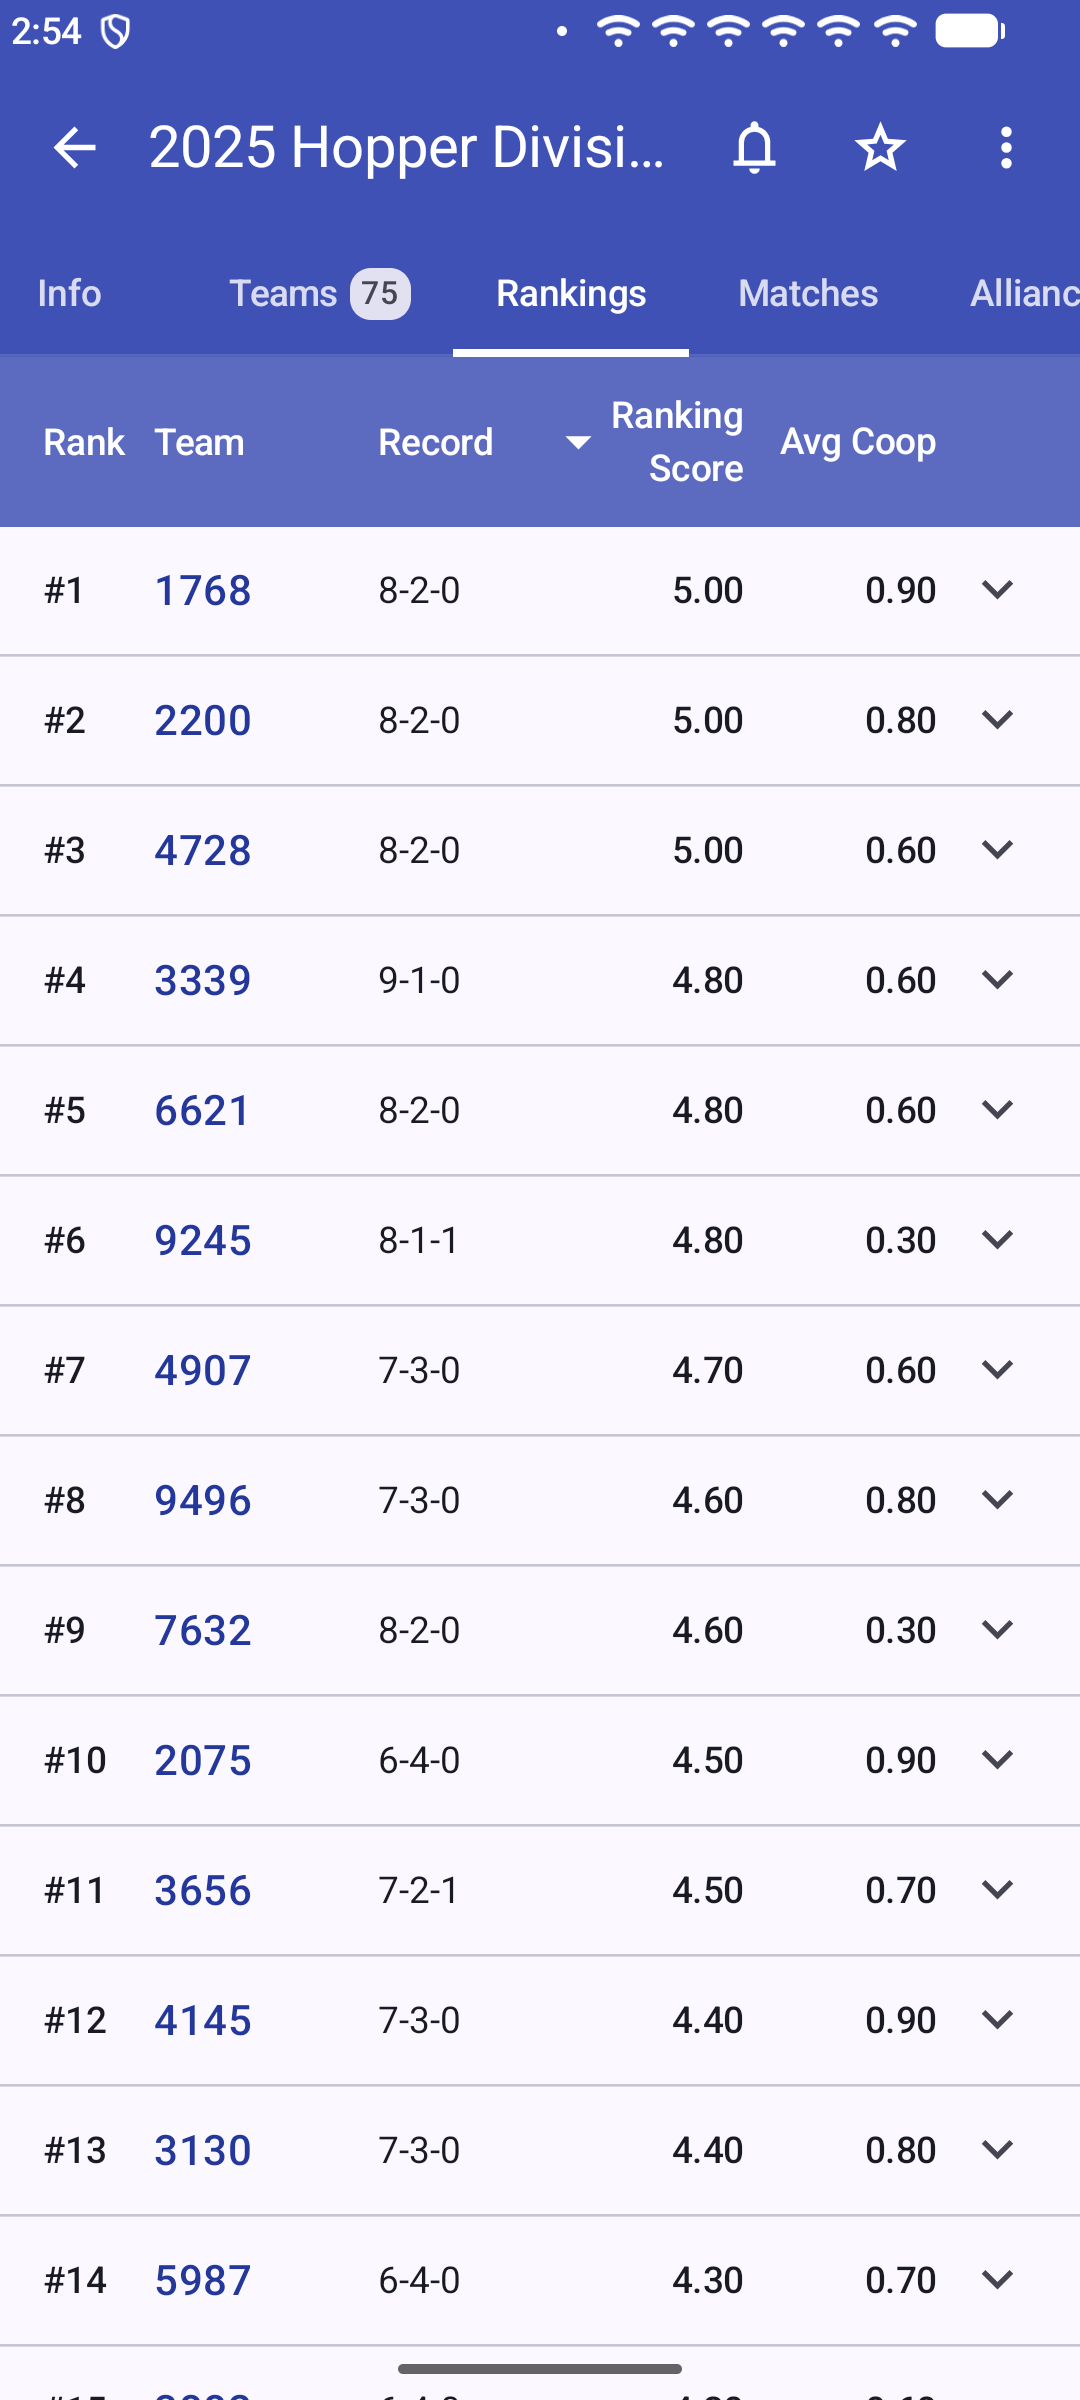 2:54
2025 Hopper Divisi...
Info Teams 75 Rankings Matches Allianc
Rank Team Record Ranking Score Avg Coop
#1 1768 8-2-0 5.00 0.90
#2 2200 8-2-0 5.00 0.80
#3 4728 8-2-0 5.00 0.60
#4 3339 9-1-0 4.80 0.60
#5 6621 8-2-0 4.80 0.60
#6 9245 8-1-1 4.80 0.30
#7 4907 7-3-0 4.70 0.60
#8 9496 7-3-0 4.60 0.80
#9 7632 8-2-0 4.60 0.30
#10 2075 6-4-0 4.50 0.90
#11 3656 7-2-1 4.50 0.70
#12 4145 7-3-0 4.40 0.90
#13 3130 7-3-0 4.40 0.80
#14 5987 6-4-0 4.30 0.70